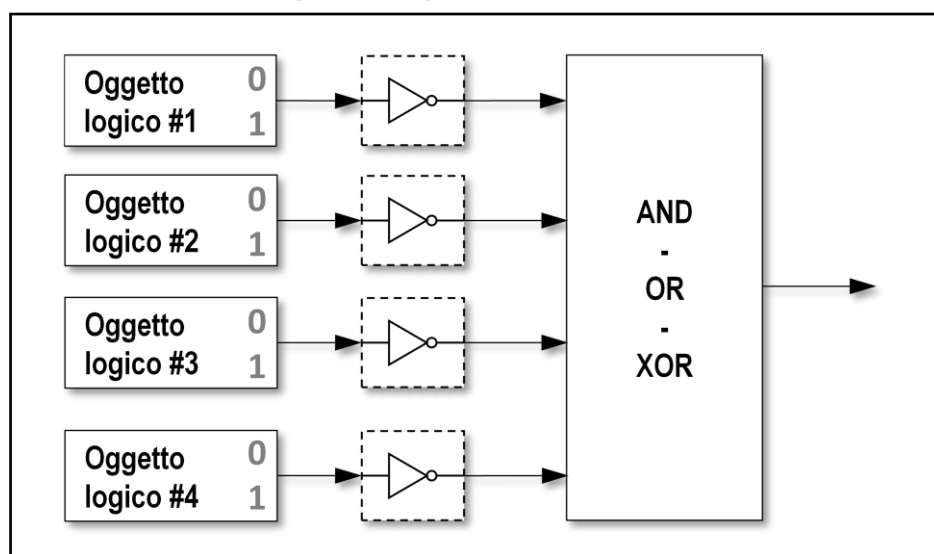 Oggetto 0
logico #1 1
Oggetto 0
logico #2 1
Oggetto 0
logico #3 1
Oggetto 0
logico #4 1
AND
-
OR
-
XOR